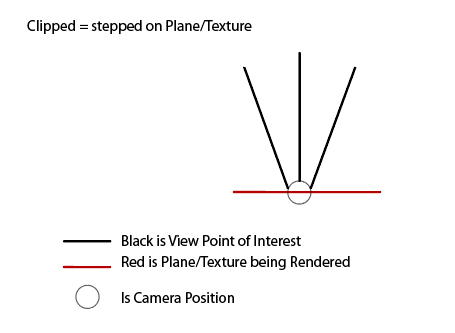 Clipped = stepped on Plane/Texture
Black is View Point of Interest
Red is Plane/Texture being Rendered
Is Camera Position